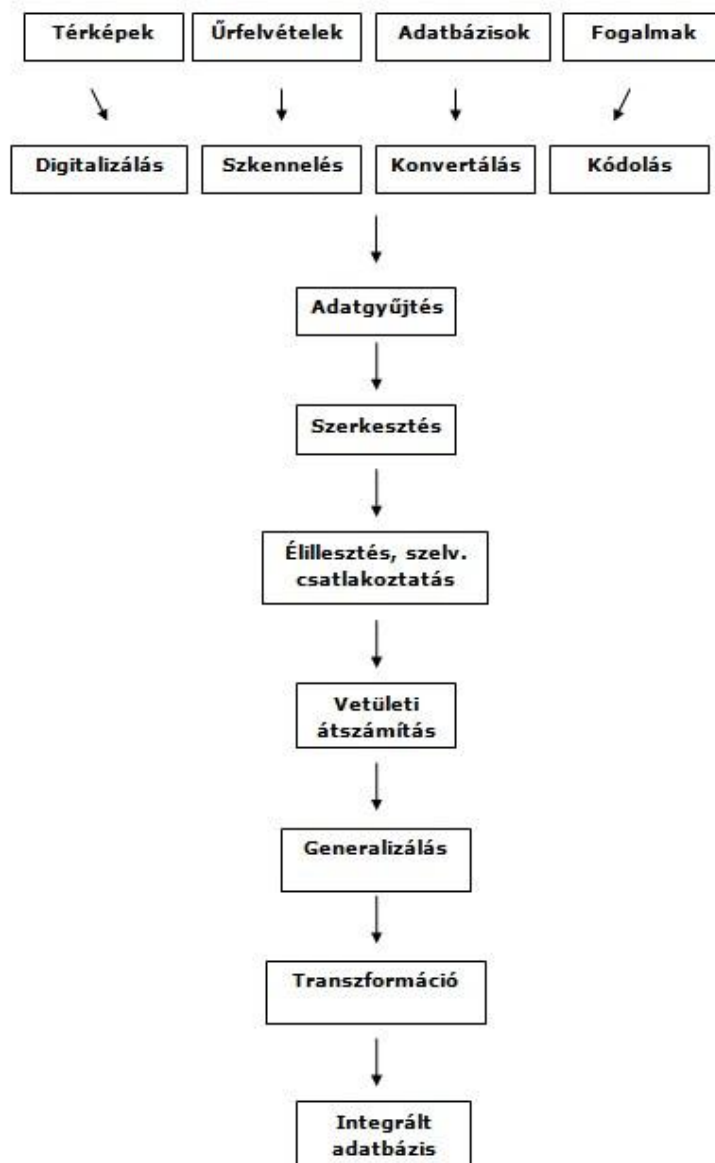 Térképek
Űrfelvételek
Adatbázisok
Fogalmak
Digitalizálás
Szkennelés
Konvertálás
Kódolás
Adatgyűjtés
Szerkesztés
Élillesztés, szelv.
csatlakoztatás
Vetületi
átszámítás
Generalizálás
Transzformáció
Integrált
adatbázis